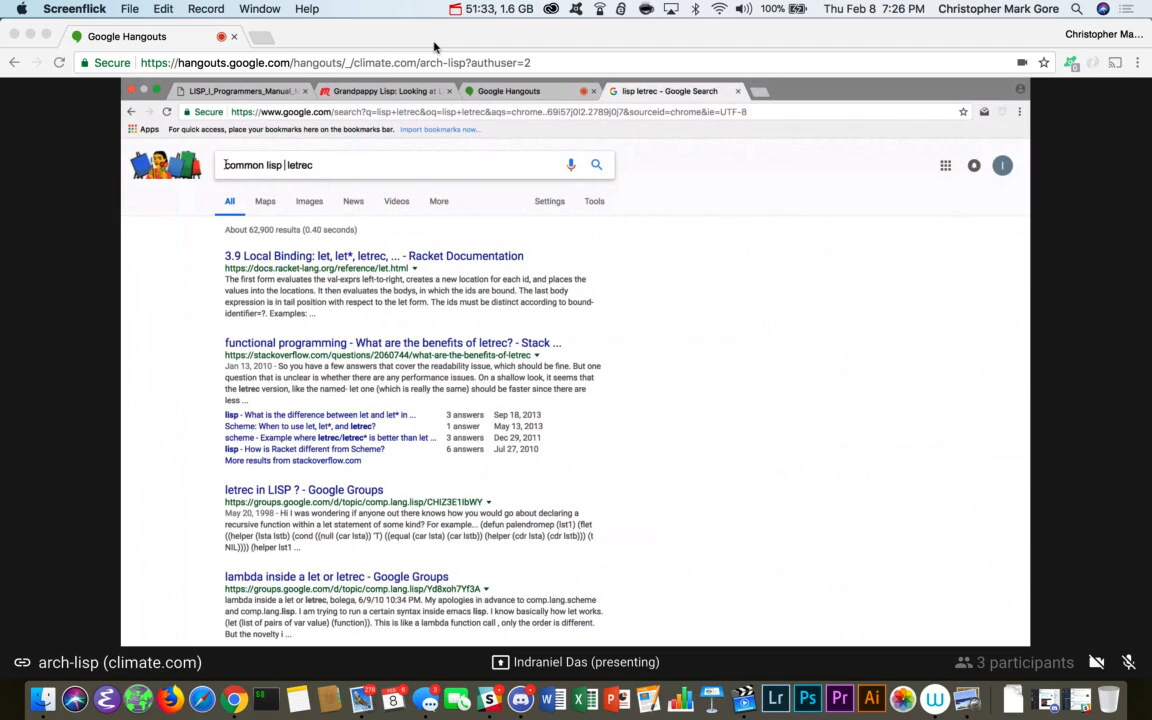 Screenflick File Edit Record Window Help 51:33, 1.6 GB 100% Thu Feb 8 7:26 PM Christopher Mark Gore
Google Hangouts × Christopher Ma...
Secure https://hangouts.google.com/hangouts/_/climate.com/arch-lisp?authuser=2
LISP_I_Programmers_Manual_M × Grandpappy Lisp: Looking at L × Google Hangouts × lisp letrec - Google Search ×
Secure https://www.google.com/search?q=lisp+letrec&oq=lisp+letrec&aqs=chrome..69i57j0l2.2789j0j7&sourceid=chrome&ie=UTF-8
Apps For quick access, place your bookmarks here on the bookmarks bar. Import bookmarks now...
common lisp letrec
All Maps Images News Videos More Settings Tools
About 62,900 results (0.40 seconds)
3.9 Local Binding: let, let*, letrec, ... - Racket Documentation
https://docs.racket-lang.org/reference/let.html
The first form evaluates the val-exprs left-to-right, creates a new location for each id, and places the
values into the locations. It then evaluates the bodys, in which the ids are bound. The last body
expression is in tail position with respect to the let form. The ids must be distinct according to bound-
identifier=?. Examples: ...
functional programming - What are the benefits of letrec? - Stack ...
https://stackoverflow.com/questions/2060744/what-are-the-benefits-of-letrec
Jan 13, 2010 - So you have a few answers that cover the readability issue, which should be fine. But one
question that is unclear is whether there are any performance issues. On a shallow look, it seems that
the letrec version, like the named- let one (which is really the same) should be faster since there are
less ...
lisp - What is the difference between let and let* in ... 3 answers Sep 18, 2013
Scheme: When to use let, let*, and letrec? 1 answer May 13, 2013
scheme - Example where letrec/letrec* is better than let ... 3 answers Dec 29, 2011
lisp - How is Racket different from Scheme? 6 answers Jul 27, 2010
More results from stackoverflow.com
letrec in LISP ? - Google Groups
https://groups.google.com/d/topic/comp.lang.lisp/CHIZ3E1IbWY
May 20, 1998 - Hi I was wondering if anyone out there knows how you would go about declaring a
recursive function within a let statement of some kind? For example... (defun palendromep (lst1) (flet
((helper (lsta lstb) (cond ((null (car lsta)) 'T) ((equal (car lsta) (car lstb)) (helper (cdr lsta) (cdr lstb))) (t
NIL)))) (helper lst1 ...
lambda inside a let or letrec - Google Groups
https://groups.google.com/d/topic/comp.lang.lisp/Yd8xoh7Yf3A
lambda inside a let or letrec, bolega, 6/9/10 10:34 PM. My apologies in advance to comp.lang.scheme
and comp.lang.lisp. I am trying to run a certain syntax inside emacs lisp. I know basically how let works.
(let (list of pairs of var value) (function)). This is like a lambda function call , only the order is different.
But the novelty i ...
arch-lisp (climate.com) Indraniel Das (presenting) 3 participants
278 8 6 Lr Ps Pr Ai